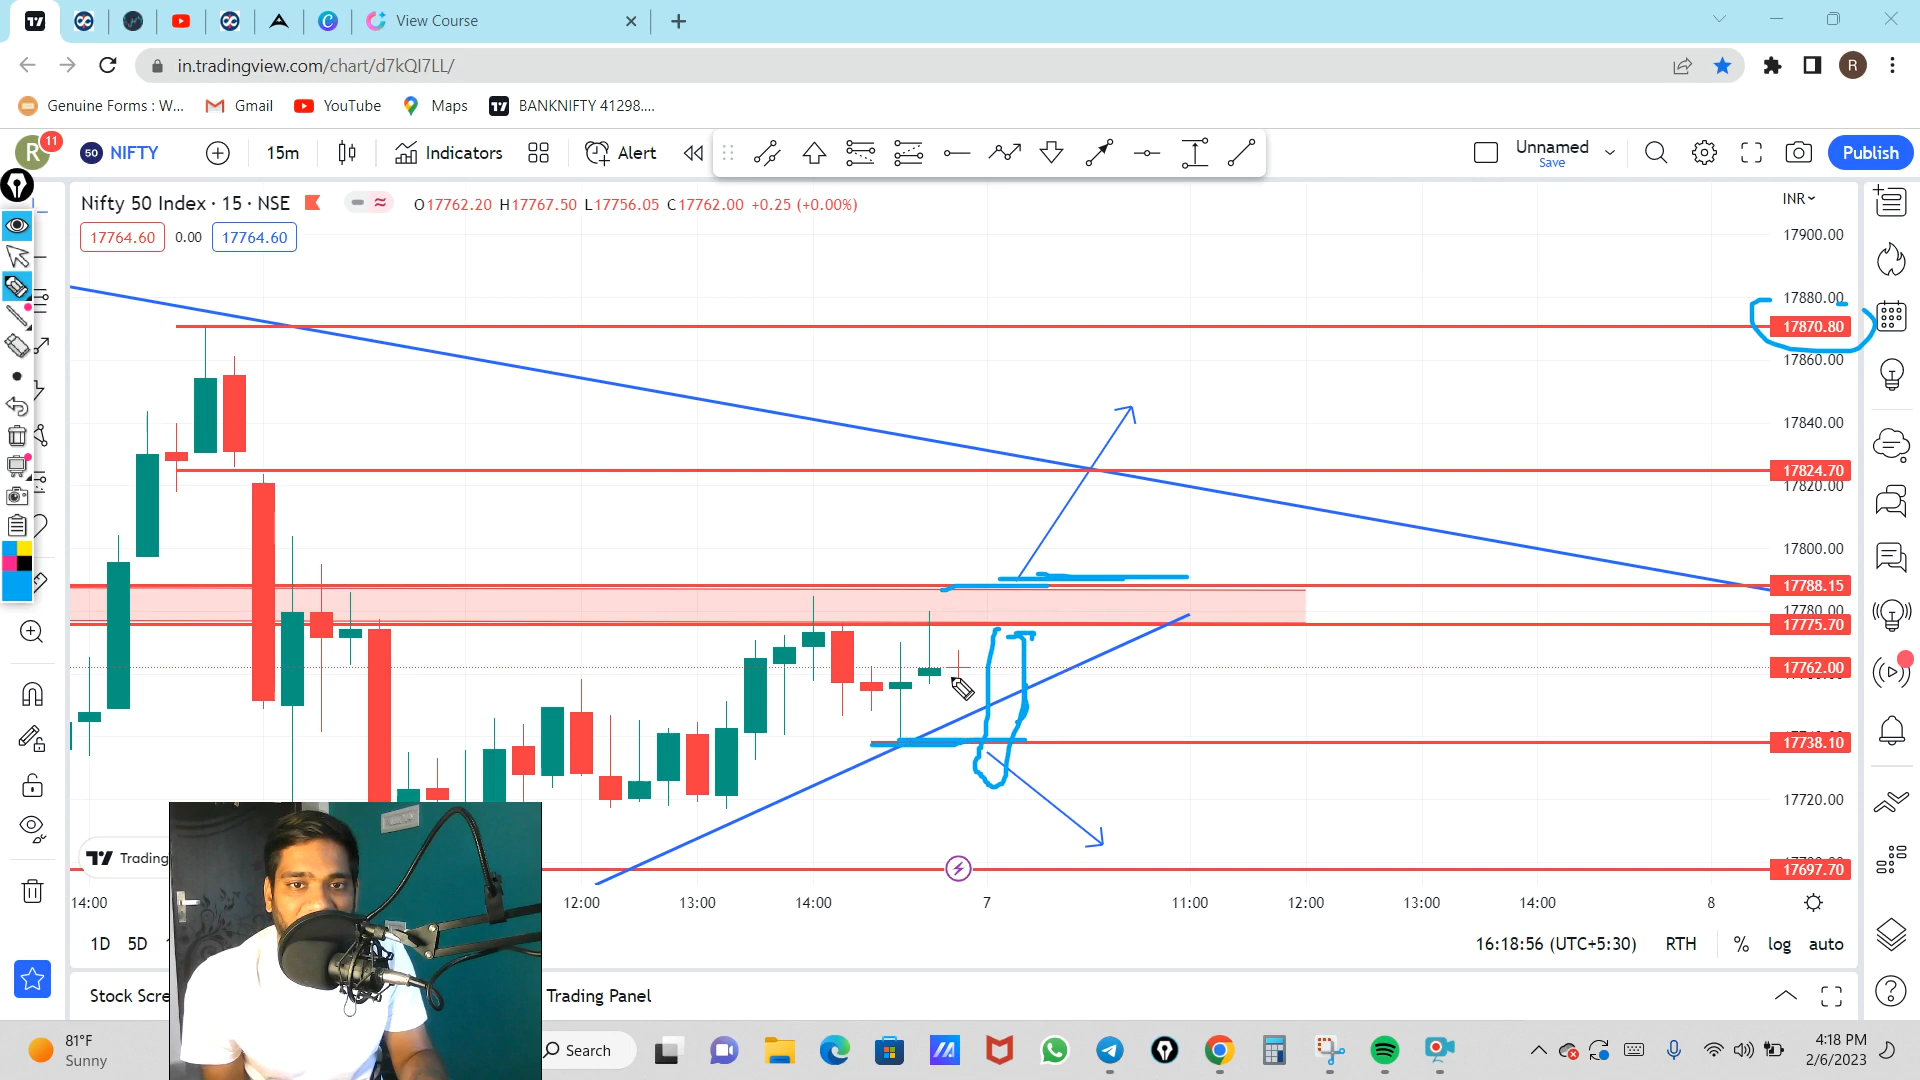 View Course
in.tradingview.com/chart/d7kQI7LL/
R
Genuine Forms : W...
Gmail
YouTube
Maps
BANKNIFTY 41298....
R
11
50
NIFTY
15m
Indicators
Alert
Unnamed
Save
Publish
Nifty 50 Index · 15 · NSE
O17762.20 H17767.50 L17756.05 C17762.00 +0.25 (+0.00%)
INR
17764.60
0.00
17764.60
17900.00
17880.00
17870.80
17860.00
17840.00
17824.70
17820.00
17800.00
17788.15
17780.00
17775.70
17762.00
17738.10
17720.00
17697.70
Trading
14:00
12:00
13:00
14:00
7
11:00
12:00
13:00
14:00
8
1D
5D
16:18:56 (UTC+5:30)
RTH
%
log
auto
Stock Scre
Trading Panel
81°F
Sunny
Search
4:18 PM
2/6/2023